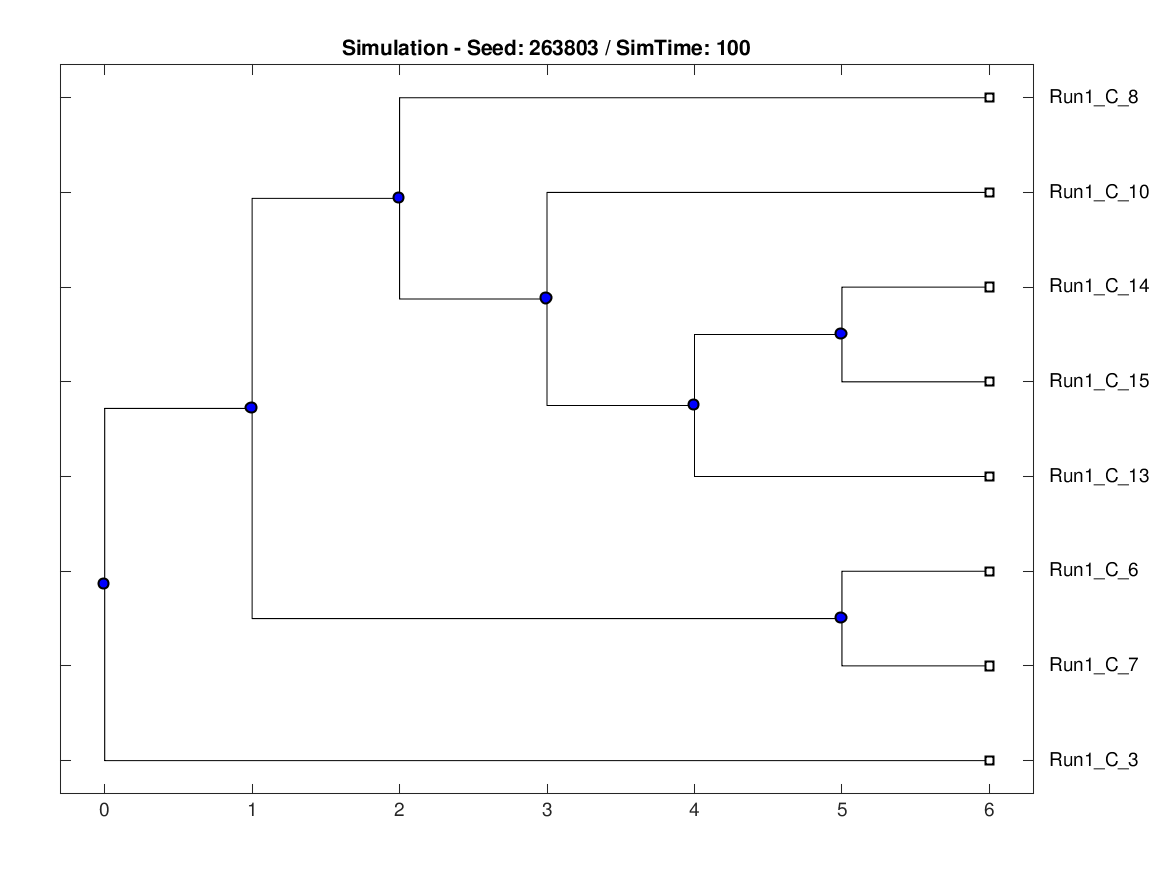 Simulation - Seed: 263803 / SimTime: 100
Run1_C_8
Run1_C_10
Run1_C_14
Run1_C_15
Run1_C_13
Run1_C_6
Run1_C_7
Run1_C_3
0 1 2 3 4 5 6